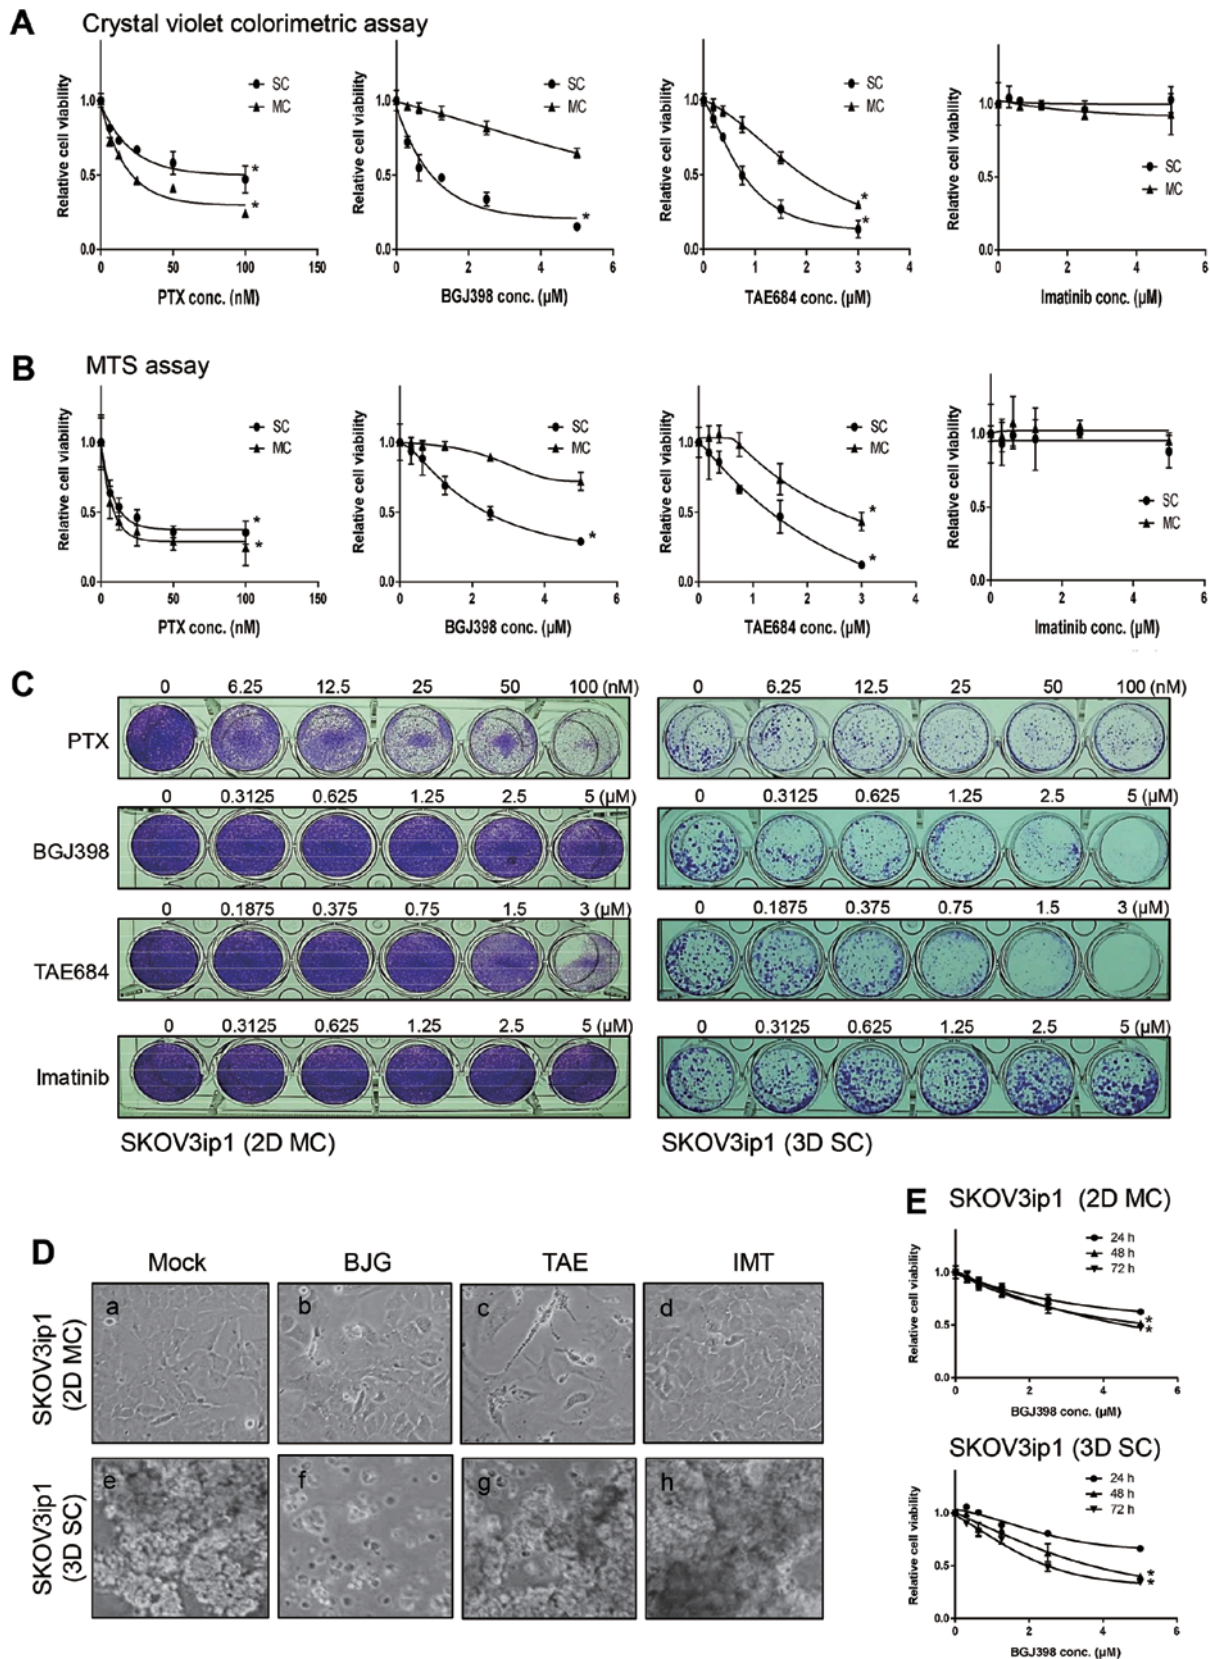 A Crystal violet colorimetric assay
Relative cell viability
1.0
0.5
0.0
SC
MC
*
*
0 50 100 150
PTX conc. (nM)
Relative cell viability
1.0
0.5
0.0
SC
MC
*
0 2 4 6
BGJ398 conc. (µM)
Relative cell viability
1.0
0.5
0.0
SC
MC
*
*
0 1 2 3 4
TAE684 conc. (µM)
Relative cell viability
1.0
0.5
0.0
SC
MC
0 2 4 6
Imatinib conc. (µM)
B MTS assay
Relative cell viability
1.0
0.5
0.0
SC
MC
*
*
0 50 100 150
PTX conc. (nM)
Relative cell viability
1.0
0.5
0.0
SC
MC
*
0 2 4 6
BGJ398 conc. (µM)
Relative cell viability
1.0
0.5
0.0
SC
MC
*
*
0 1 2 3 4
TAE684 conc. (µM)
Relative cell viability
1.0
0.5
0.0
SC
MC
0 2 4 6
Imatinib conc. (µM)
C
0 6.25 12.5 25 50 100 (nM)
0 6.25 12.5 25 50 100 (nM)
PTX
0 0.3125 0.625 1.25 2.5 5 (µM)
0 0.3125 0.625 1.25 2.5 5 (µM)
BGJ398
0 0.1875 0.375 0.75 1.5 3 (µM)
0 0.1875 0.375 0.75 1.5 3 (µM)
TAE684
0 0.3125 0.625 1.25 2.5 5 (µM)
0 0.3125 0.625 1.25 2.5 5 (µM)
Imatinib
SKOV3ip1 (2D MC)
SKOV3ip1 (3D SC)
D
Mock BJG TAE IMT
SKOV3ip1
(2D MC)
a b c d
SKOV3ip1
(3D SC)
e f g h
E SKOV3ip1 (2D MC)
Relative cell viability
1.0
0.5
0.0
24 h
48 h
72 h
*
*
0 2 4 6
BGJ398 conc. (µM)
SKOV3ip1 (3D SC)
Relative cell viability
1.0
0.5
0.0
24 h
48 h
72 h
*
*
0 2 4 6
BGJ398 conc. (µM)